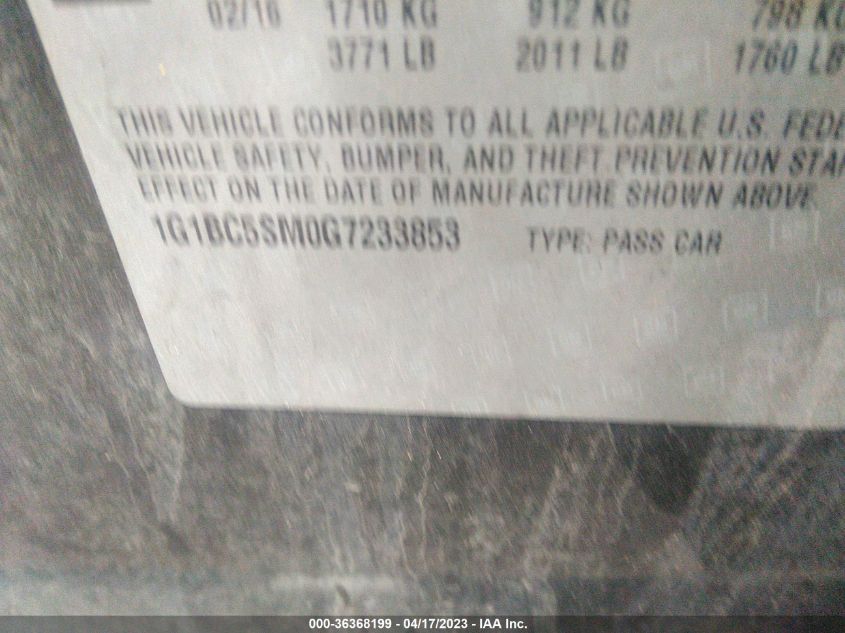 02/16 1710 KG 912 KG 798 KG
3771 LB 2011 LB 1760 LB
THIS VEHICLE CONFORMS TO ALL APPLICABLE U.S. FEDE
VEHICLE SAFETY, BUMPER, AND THEFT PREVENTION STA
EFFECT ON THE DATE OF MANUFACTURE SHOWN ABOVE.
1G1BC5SM0G7233853 TYPE: PASS CAR
000-36368199 - 04/17/2023 - IAA Inc.